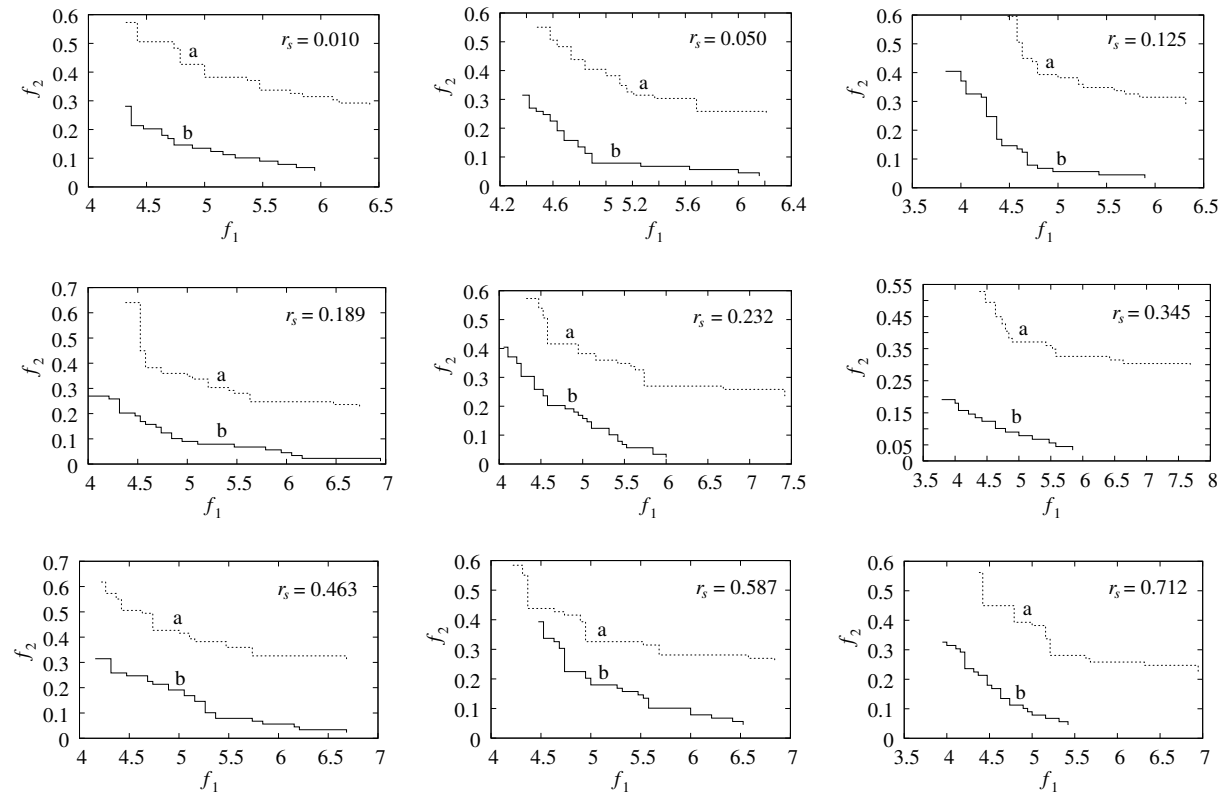 0.6
0.5
0.4
0.3
0.2
0.1
0
f2
a
b
rs = 0.010
4 4.5 5 5.5 6 6.5
f1
0.6
0.5
0.4
0.3
0.2
0.1
0
f2
a
b
rs = 0.050
4.2 4.6 5 5.2 5.6 6 6.4
f1
0.6
0.5
0.4
0.3
0.2
0.1
0
f2
a
b
rs = 0.125
3.5 4 4.5 5 5.5 6 6.5
f1
0.7
0.6
0.5
0.4
0.3
0.2
0.1
0
f2
a
b
rs = 0.189
4 4.5 5 5.5 6 6.5 7
f1
0.7
0.6
0.5
0.4
0.3
0.2
0.1
0
f2
a
b
rs = 0.232
4 4.5 5 5.5 6 6.5 7 7.5
f1
0.55
0.45
0.35
0.25
0.15
0.05
f2
a
b
rs = 0.345
3.5 4 4.5 5 5.5 6 6.5 7 7.5 8
f1
0.7
0.6
0.5
0.4
0.3
0.2
0.1
0
f2
a
b
rs = 0.463
4 4.5 5 5.5 6 6.5 7
f1
0.6
0.5
0.4
0.3
0.2
0.1
0
f2
a
b
rs = 0.587
4 4.5 5 5.5 6 6.5 7
f1
0.6
0.5
0.4
0.3
0.2
0.1
0
f2
a
b
rs = 0.712
3.5 4 4.5 5 5.5 6 6.5 7
f1